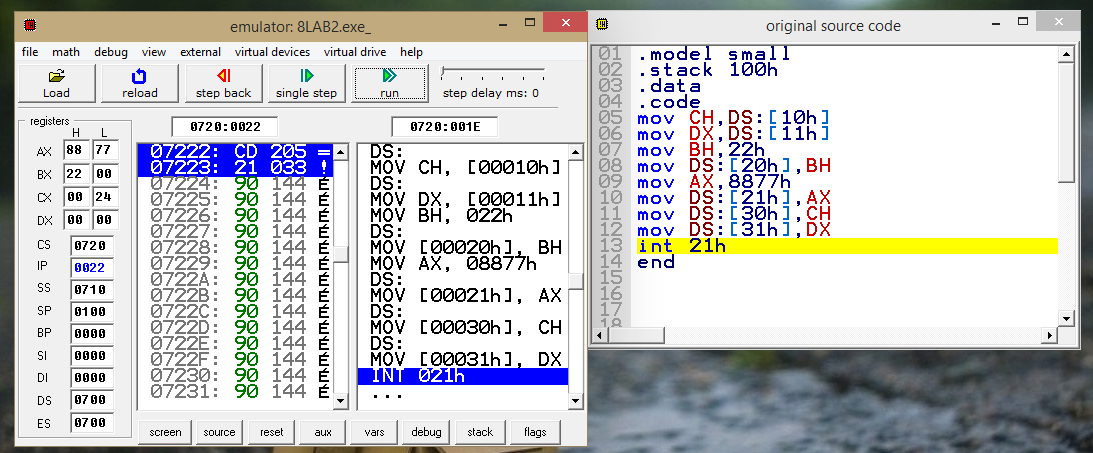 emulator: 8LAB2.exe_
file math debug view external virtual devices virtual drive help
Load reload step back single step run step delay ms: 0
registers
H L
AX 88 77
BX 22 00
CX 00 24
DX 00 00
CS 0720
IP 0022
SS 0710
SP 0100
BP 0000
SI 0000
DI 0000
DS 0700
ES 0700
0720:0022
07222: CD 205 =
07223: 21 033 !
07224: 90 144 É
07225: 90 144 É
07226: 90 144 É
07227: 90 144 É
07228: 90 144 É
07229: 90 144 É
0722A: 90 144 É
0722B: 90 144 É
0722C: 90 144 É
0722D: 90 144 É
0722E: 90 144 É
0722F: 90 144 É
07230: 90 144 É
07231: 90 144 É
0720:001E
DS:
MOV CH, [00010h]
DS:
MOV DX, [00011h]
MOV BH, 022h
DS:
MOV [00020h], BH
MOV AX, 08877h
DS:
MOV [00021h], AX
DS:
MOV [00030h], CH
DS:
MOV [00031h], DX
INT 021h
...
screen source reset aux vars debug stack flags
original source code
01 .model small
02 .stack 100h
03 .data
04 .code
05 mov CH,DS:[10h]
06 mov DX,DS:[11h]
07 mov BH,22h
08 mov DS:[20h],BH
09 mov AX,8877h
10 mov DS:[21h],AX
11 mov DS:[30h],CH
12 mov DS:[31h],DX
13 int 21h
14 end
15
16
17
18